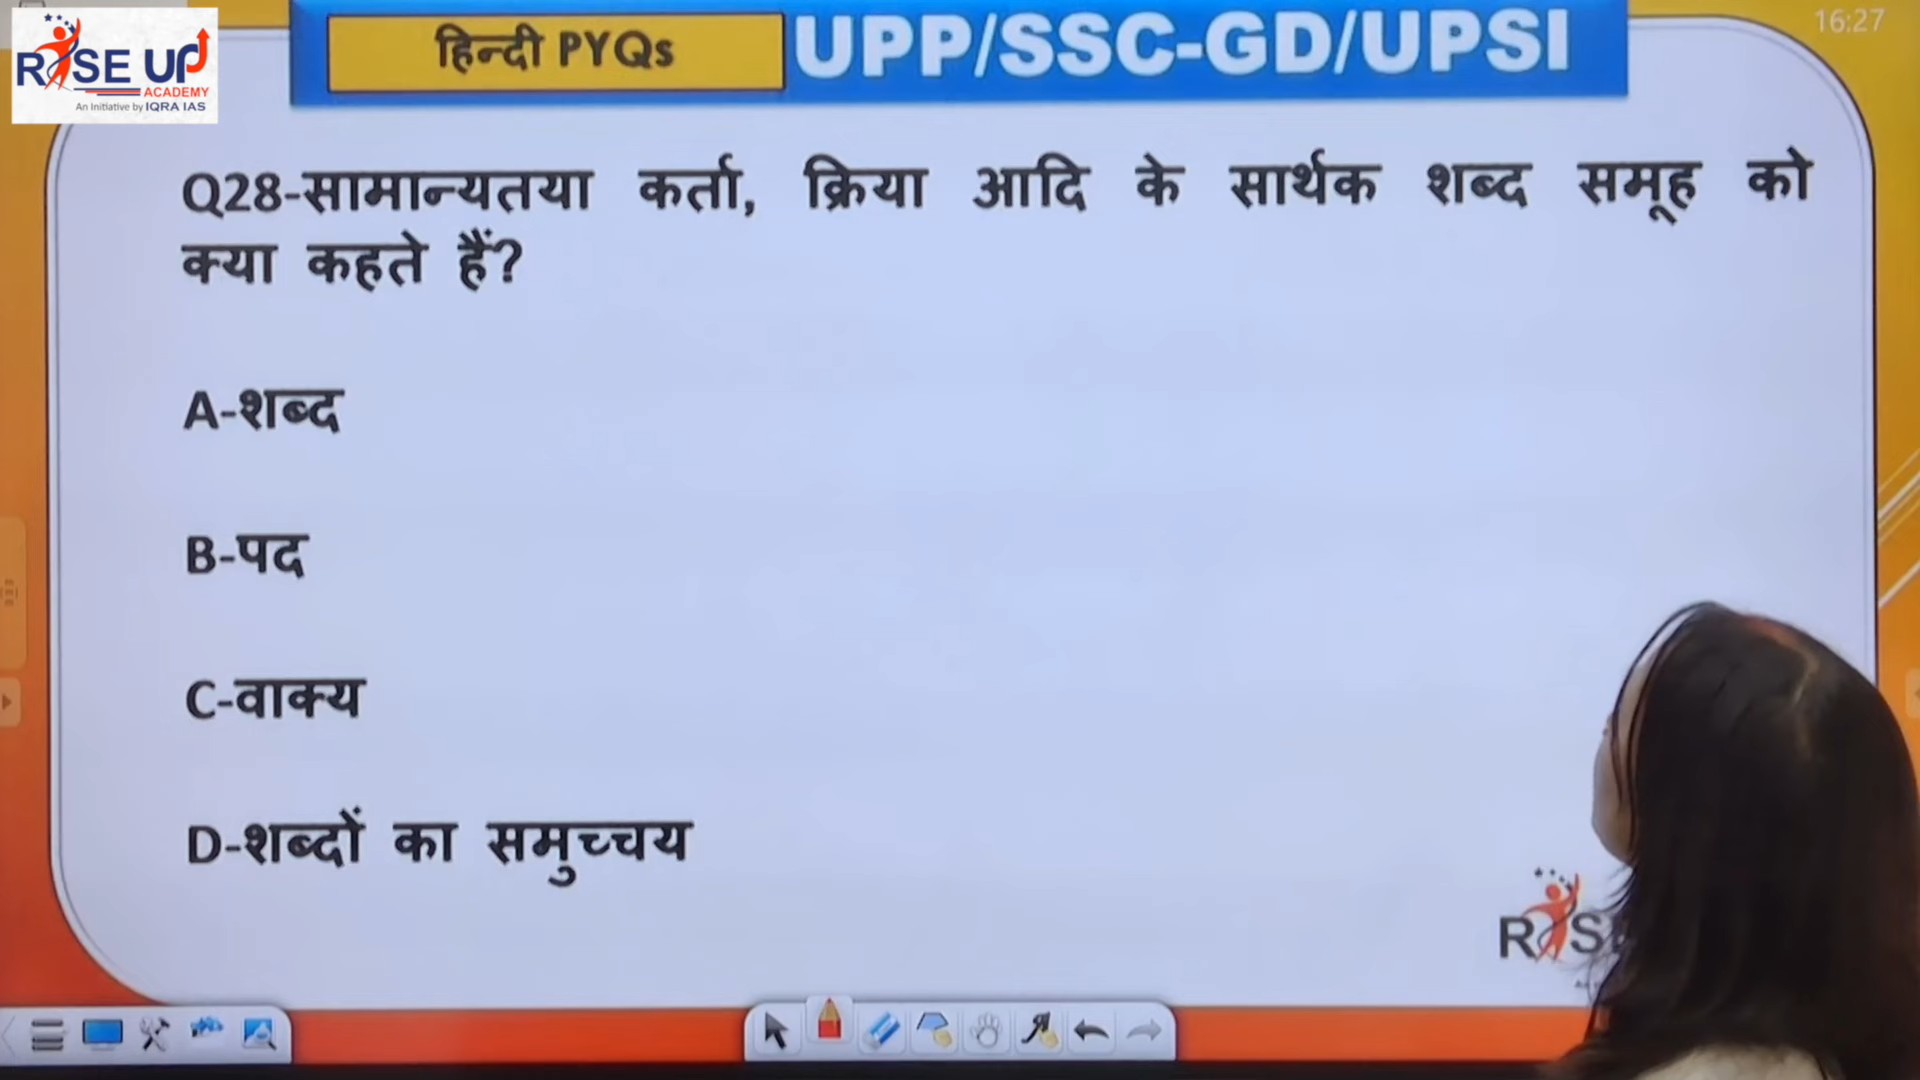 RISE UP
ACADEMY
An Initiative by IQRA IAS
हिन्दी PYQs
UPP/SSC-GD/UPSI
16:27
Q28-सामान्यतया कर्ता, क्रिया आदि के सार्थक शब्द समूह को
क्या कहते हैं?
A-शब्द
B-पद
C-वाक्य
D-शब्दों का समुच्चय